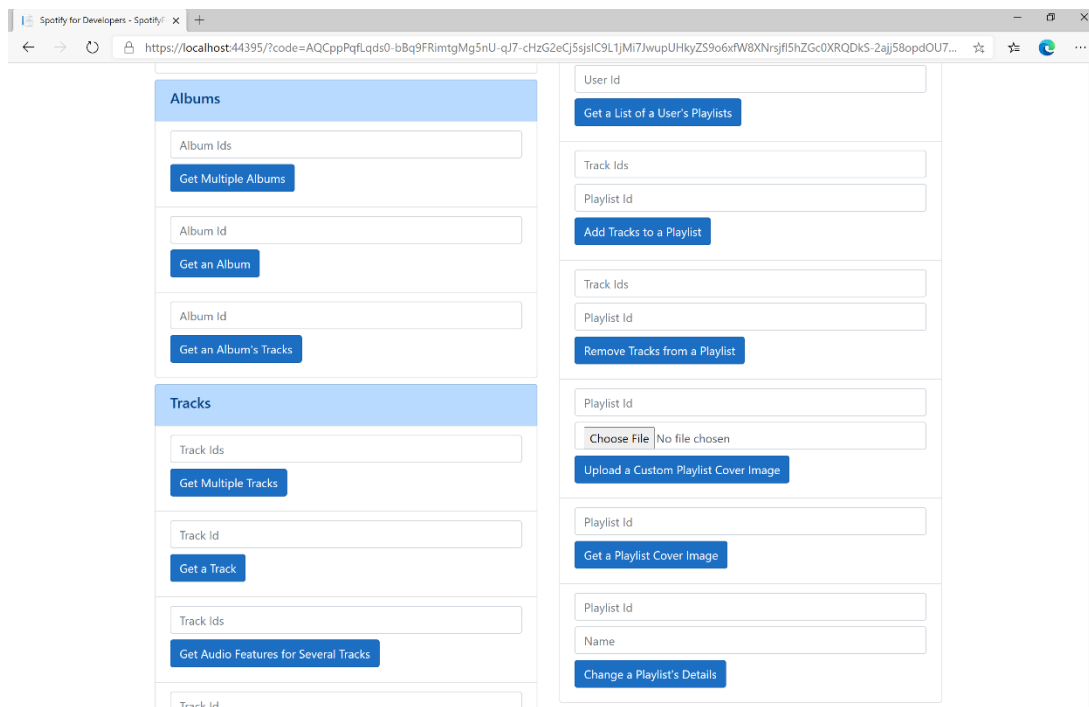 Spotify for Developers - SpotifyF
https://localhost:44395/?code=AQCppPqfLqds0-bBq9FRimtgMg5nU-qJ7-cHzG2eCj5sjsIC9L1jMi7JwupUHkyZS9o6xfW8XNrsjfl5hZGc0XRQDkS-2ajj58opdOU7...
Albums
Album Ids
Get Multiple Albums
Album Id
Get an Album
Album Id
Get an Album's Tracks
Tracks
Track Ids
Get Multiple Tracks
Track Id
Get a Track
Track Ids
Get Audio Features for Several Tracks
Track Id
User Id
Get a List of a User's Playlists
Track Ids
Playlist Id
Add Tracks to a Playlist
Track Ids
Playlist Id
Remove Tracks from a Playlist
Playlist Id
Choose File No file chosen
Upload a Custom Playlist Cover Image
Playlist Id
Get a Playlist Cover Image
Playlist Id
Name
Change a Playlist's Details